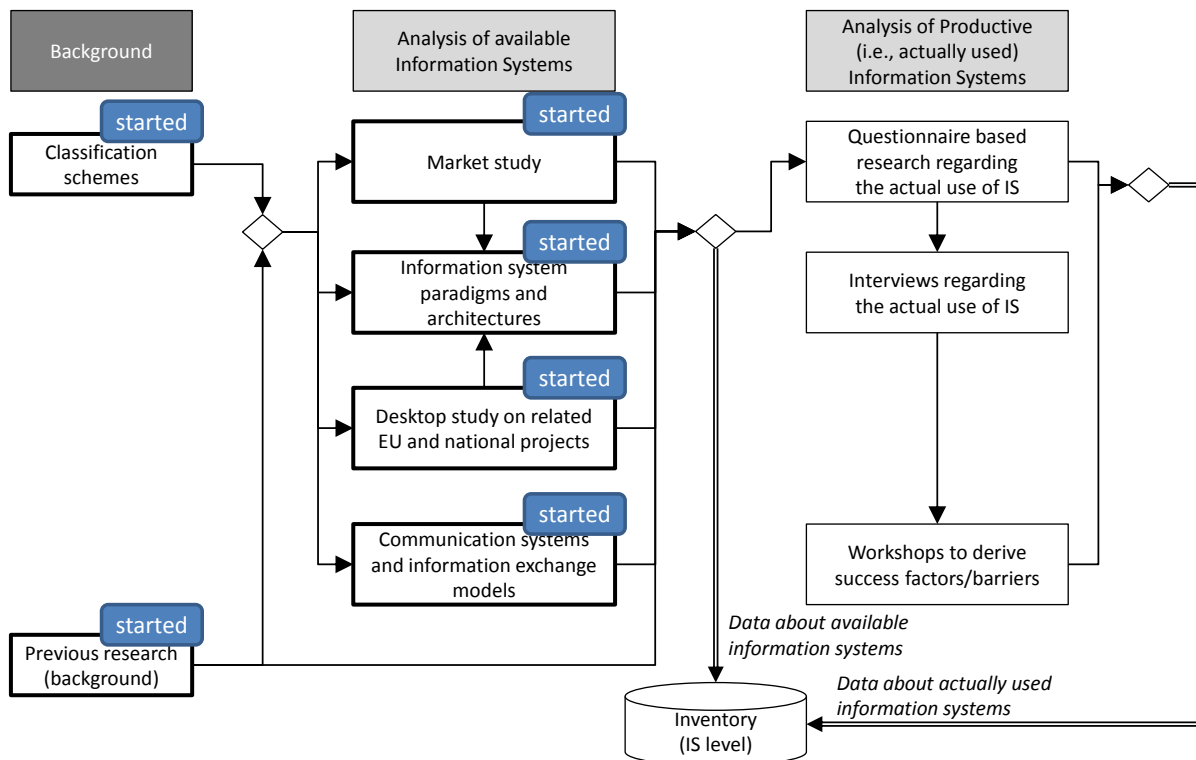 Background
Analysis of available
Information Systems
Analysis of Productive
(i.e., actually used)
Information Systems
started
Classification
schemes
started
Market study
Questionnaire based
research regarding
the actual use of IS
started
Information system
paradigms and
architectures
Interviews regarding
the actual use of IS
started
Desktop study on related
EU and national projects
started
Communication systems
and information exchange
models
Workshops to derive
success factors/barriers
started
Previous research
(background)
Data about available
information systems
Data about actually used
information systems
Inventory
(IS level)